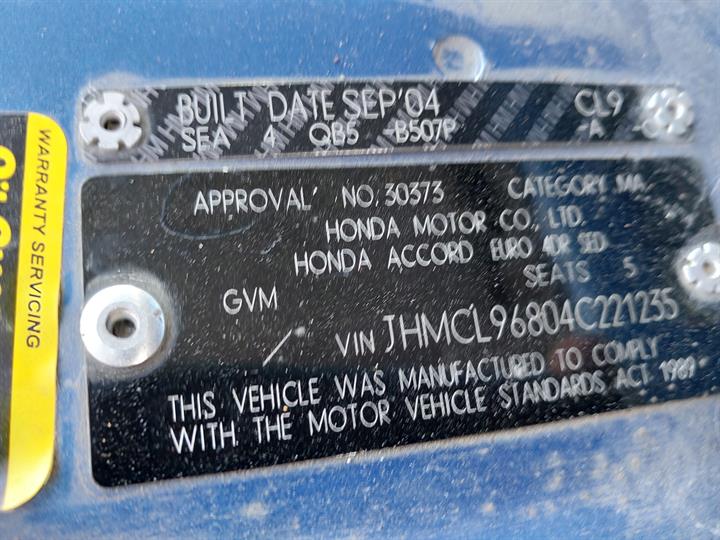 BUILT DATE SEP'04 CL9
SEA 4 QB5 B507P -A-
APPROVAL NO. 30373 CATEGORY MA
HONDA MOTOR CO., LTD.
HONDA ACCORD EURO 4DR SED
SEATS 5
GVM
VIN JHMCL96804C221235
THIS VEHICLE WAS MANUFACTURED TO COMPLY
WITH THE MOTOR VEHICLE STANDARDS ACT 1989
WARRANTY SERVICING